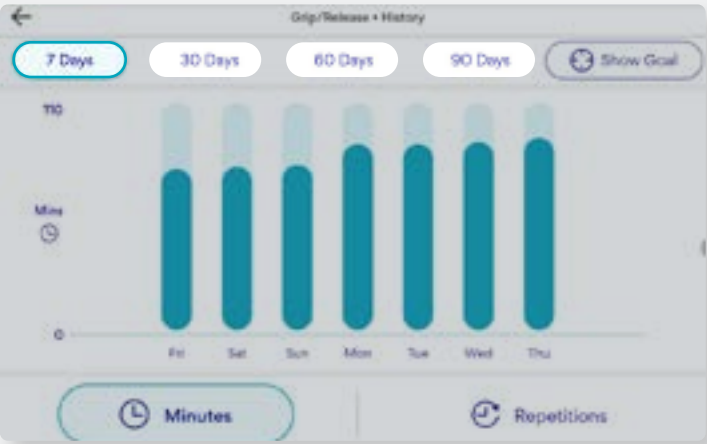 Grip/Release • History
7 Days 30 Days 60 Days 90 Days Show Goal
110
Mins
0
Fri Sat Sun Mon Tue Wed Thu
Minutes Repetitions